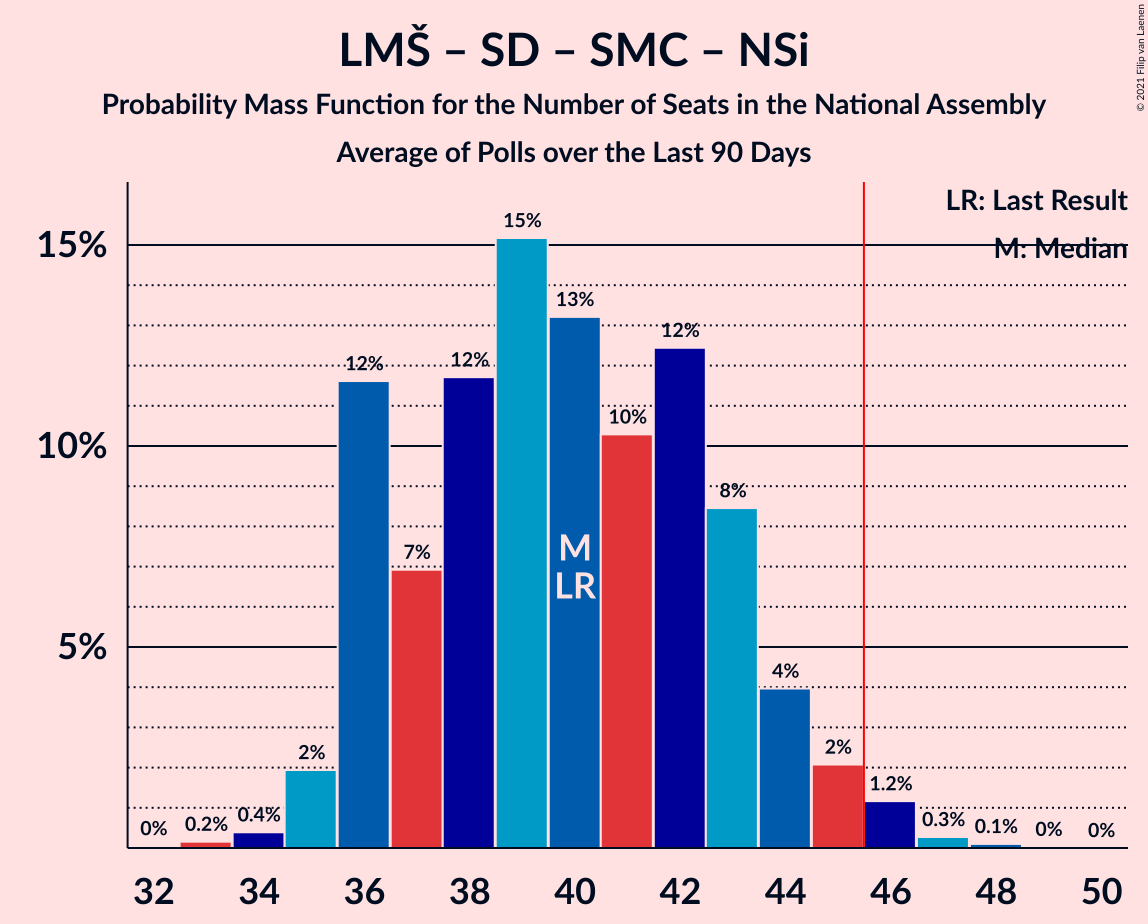 LMŠ – SD – SMC – NSi
Probability Mass Function for the Number of Seats in the National Assembly
Average of Polls over the Last 90 Days
© 2021 Filip van Laenen
LR: Last Result
M: Median
15%
10%
5%
0%
0.2%
0.4%
2%
12%
7%
12%
15%
13%
10%
12%
8%
4%
2%
1.2%
0.3%
0.1%
0%
0%
M
LR
32 34 36 38 40 42 44 46 48 50